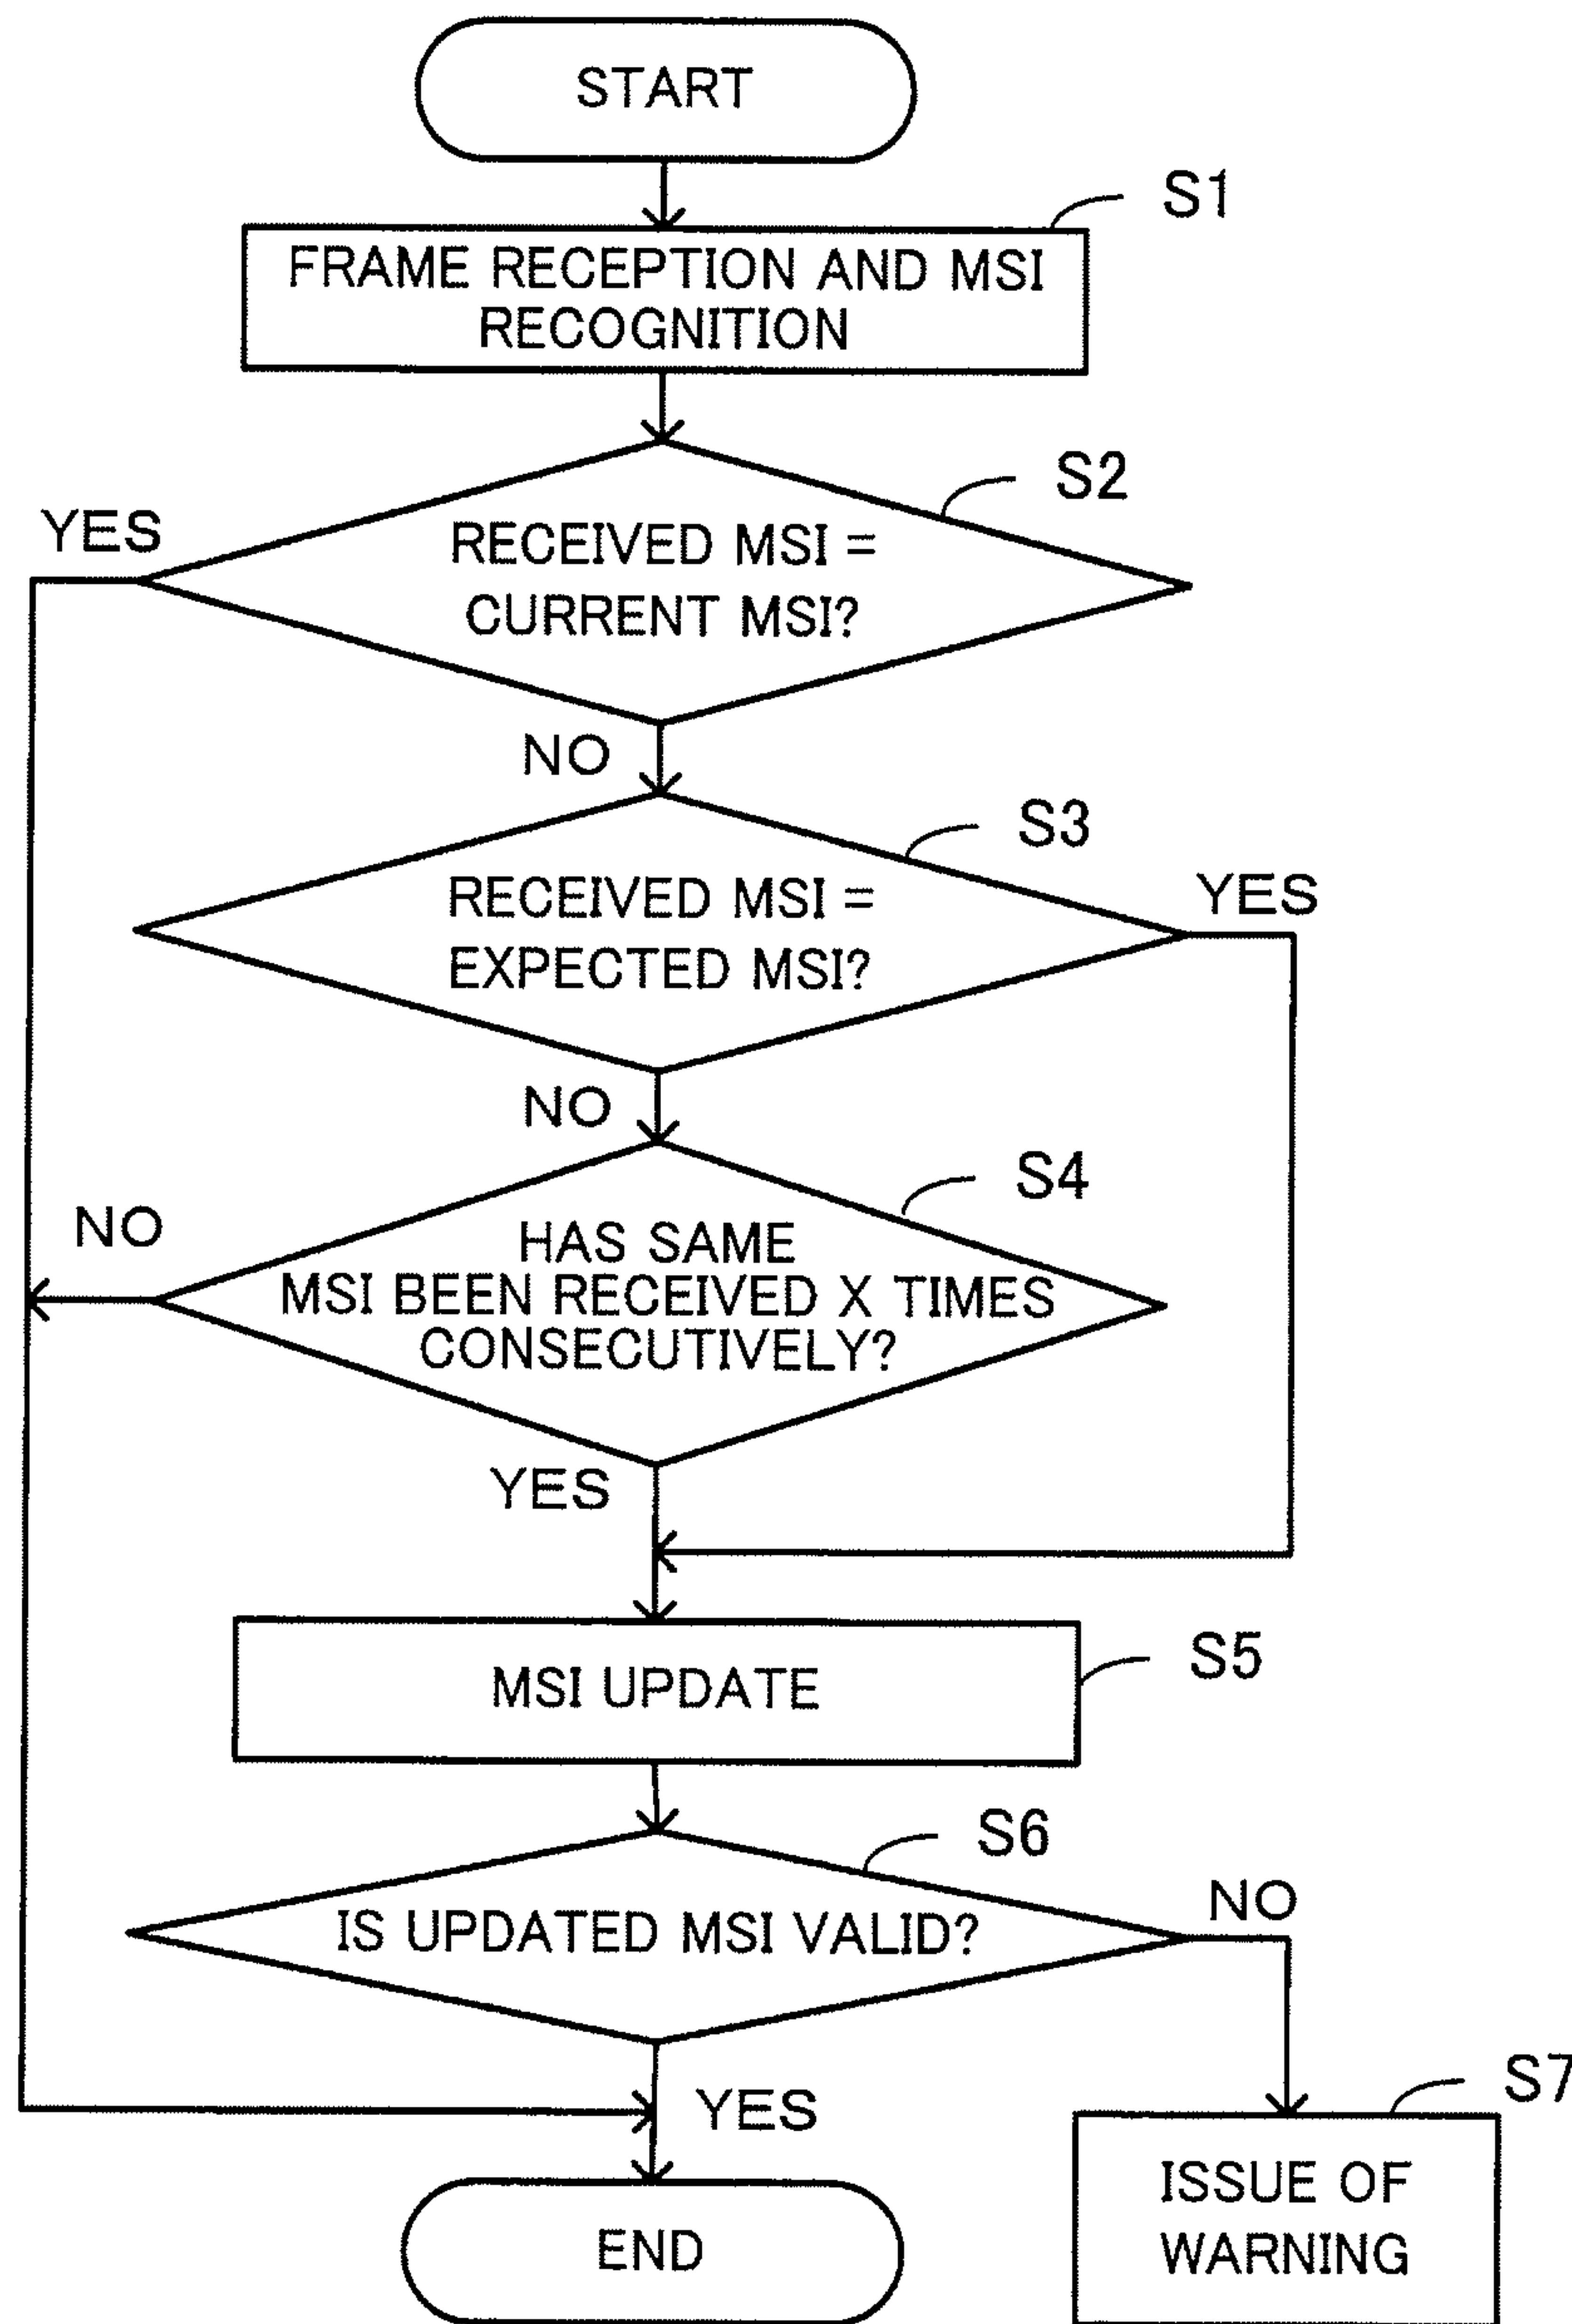 START
S1
FRAME RECEPTION AND MSI
RECOGNITION
S2
YES
RECEIVED MSI =
CURRENT MSI?
NO
S3
YES
RECEIVED MSI =
EXPECTED MSI?
NO
S4
NO
HAS SAME
MSI BEEN RECEIVED X TIMES
CONSECUTIVELY?
YES
MSI UPDATE
S5
S6
NO
IS UPDATED MSI VALID?
YES
S7
ISSUE OF
WARNING
END